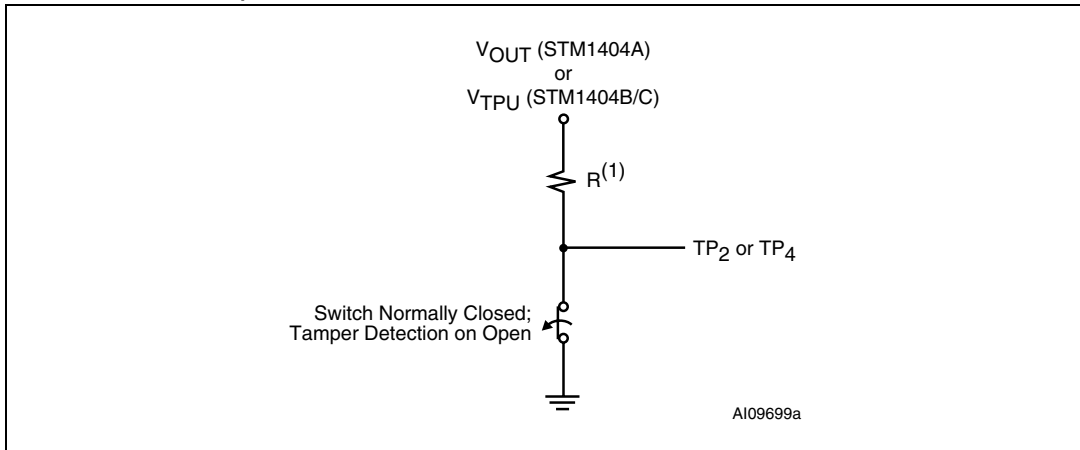 VOUT (STM1404A)
or
VTPU (STM1404B/C)
R(1)
TP2 or TP4
Switch Normally Closed;
Tamper Detection on Open
AI09699a